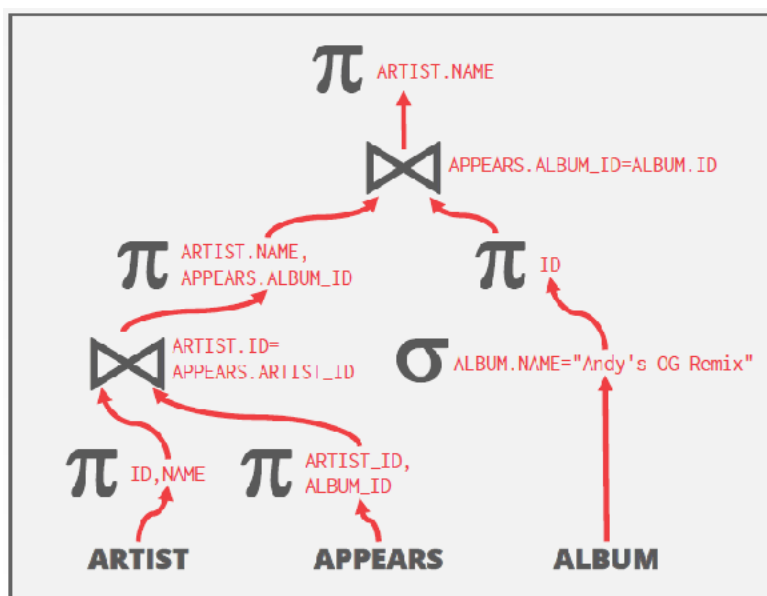 π ARTIST.NAME
⋈ APPEARS.ALBUM_ID=ALBUM.ID
π ARTIST.NAME,
APPEARS.ALBUM_ID
π ID
⋈ ARTIST.ID=
APPEARS.ARTIST_ID
σ ALBUM.NAME="Andy's OG Remix"
π ID,NAME
π ARTIST_ID,
ALBUM_ID
ARTIST
APPEARS
ALBUM